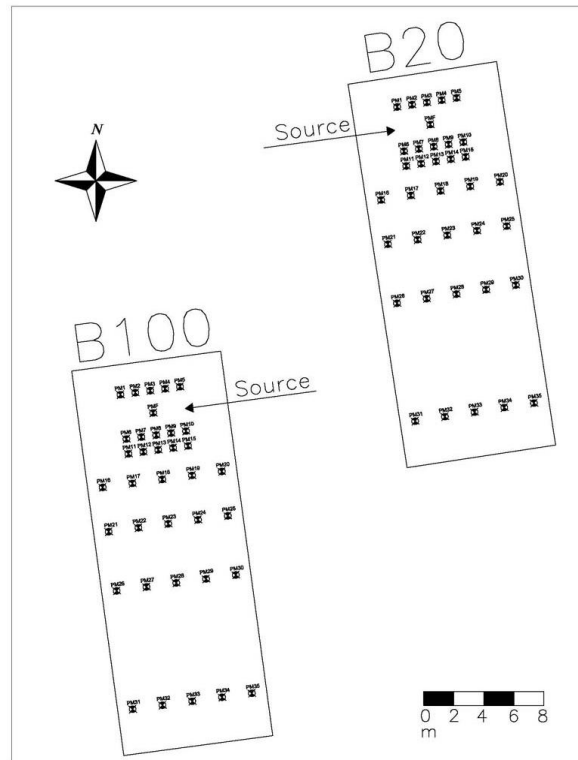 B20
PM1 PM2 PM3 PM4 PM5
PMF
Source
PM6 PM7 PM8 PM9 PM10
PM11 PM12 PM13 PM14 PM15
PM16 PM17 PM18 PM19 PM20
PM21 PM22 PM23 PM24 PM25
PM26 PM27 PM28 PM29 PM30
PM31 PM32 PM33 PM34 PM35
N
B100
PM1 PM2 PM3 PM4 PM5
PMF
Source
PM6 PM7 PM8 PM9 PM10
PM11 PM12 PM13 PM14 PM15
PM16 PM17 PM18 PM19 PM20
PM21 PM22 PM23 PM24 PM25
PM26 PM27 PM28 PM29 PM30
PM31 PM32 PM33 PM34 PM35
0 2 4 6 8
m